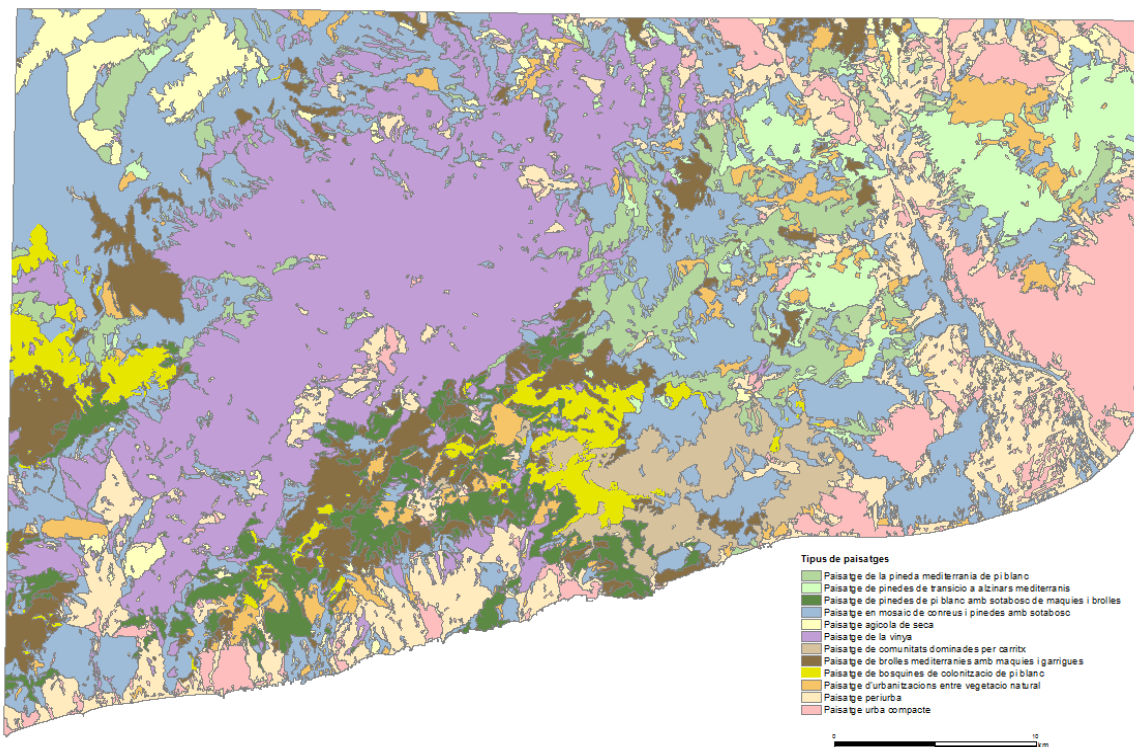 Tipus de paisatges
Paisatge de la pineda mediterrania de pi blanc
Paisatge de pinedes de transicio a alzinars mediterranis
Paisatge de pinedes de pi blanc amb sotabosc de maquies i brolles
Paisatge en mosaic de conreus i pinedes amb sotabosc
Paisatge agicola de seca
Paisatge de la vinya
Paisatge de comunitats dominades per carritx
Paisatge de brolles mediterranies amb maquies i garrigues
Paisatge de bosquines de colonitzacio de pi blanc
Paisatge d'urbanitzacions entre vegetacio natural
Paisatge periurba
Paisatge urba compacte
0 10
km